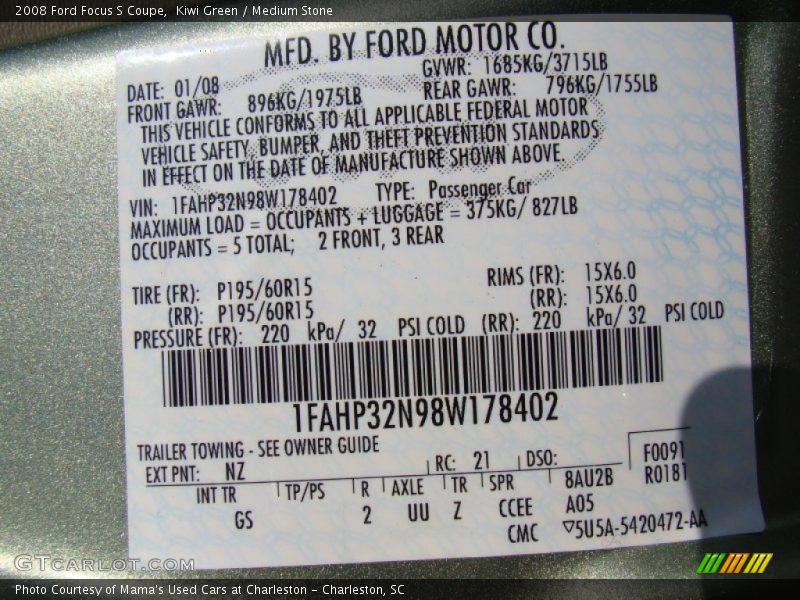 2008 Ford Focus S Coupe, Kiwi Green / Medium Stone
MFD. BY FORD MOTOR CO.
DATE: 01/08 GVWR: 1685KG/3715LB
FRONT GAWR: 896KG/1975LB REAR GAWR: 796KG/1755LB
THIS VEHICLE CONFORMS TO ALL APPLICABLE FEDERAL MOTOR
VEHICLE SAFETY, BUMPER, AND THEFT PREVENTION STANDARDS
IN EFFECT ON THE DATE OF MANUFACTURE SHOWN ABOVE.
VIN: 1FAHP32N98W178402 TYPE: Passenger Car
MAXIMUM LOAD = OCCUPANTS + LUGGAGE = 375KG/ 827LB
OCCUPANTS = 5 TOTAL; 2 FRONT, 3 REAR
TIRE (FR): P195/60R15 RIMS (FR): 15X6.0
(RR): P195/60R15 (RR): 15X6.0
PRESSURE (FR): 220 kPa/ 32 PSI COLD (RR): 220 kPa/ 32 PSI COLD
1FAHP32N98W178402
TRAILER TOWING - SEE OWNER GUIDE
EXT PNT: NZ RC: 21 DSO: F0091
R0181
INT TR TP/PS R AXLE TR SPR 8AU2B
GS 2 UU Z CCEE A05
CMC ▽5U5A-5420472-AA
GTCarLot.com
Photo Courtesy of Mama's Used Cars at Charleston - Charleston, SC